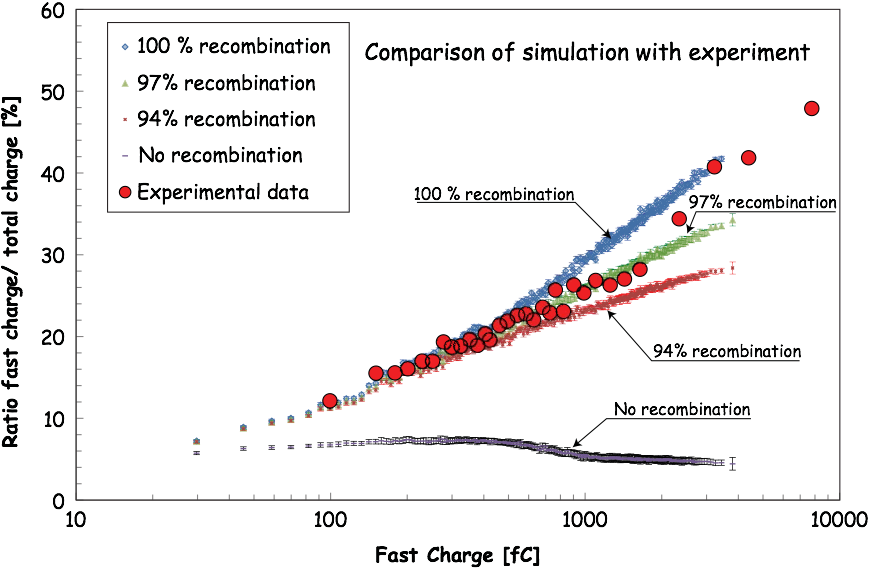 Comparison of simulation with experiment
100 % recombination
97% recombination
94% recombination
No recombination
Experimental data
100 % recombination
97% recombination
94% recombination
No recombination
Ratio fast charge/ total charge [%]
60
50
40
30
20
10
0
10
100
1000
10000
Fast Charge [fC]